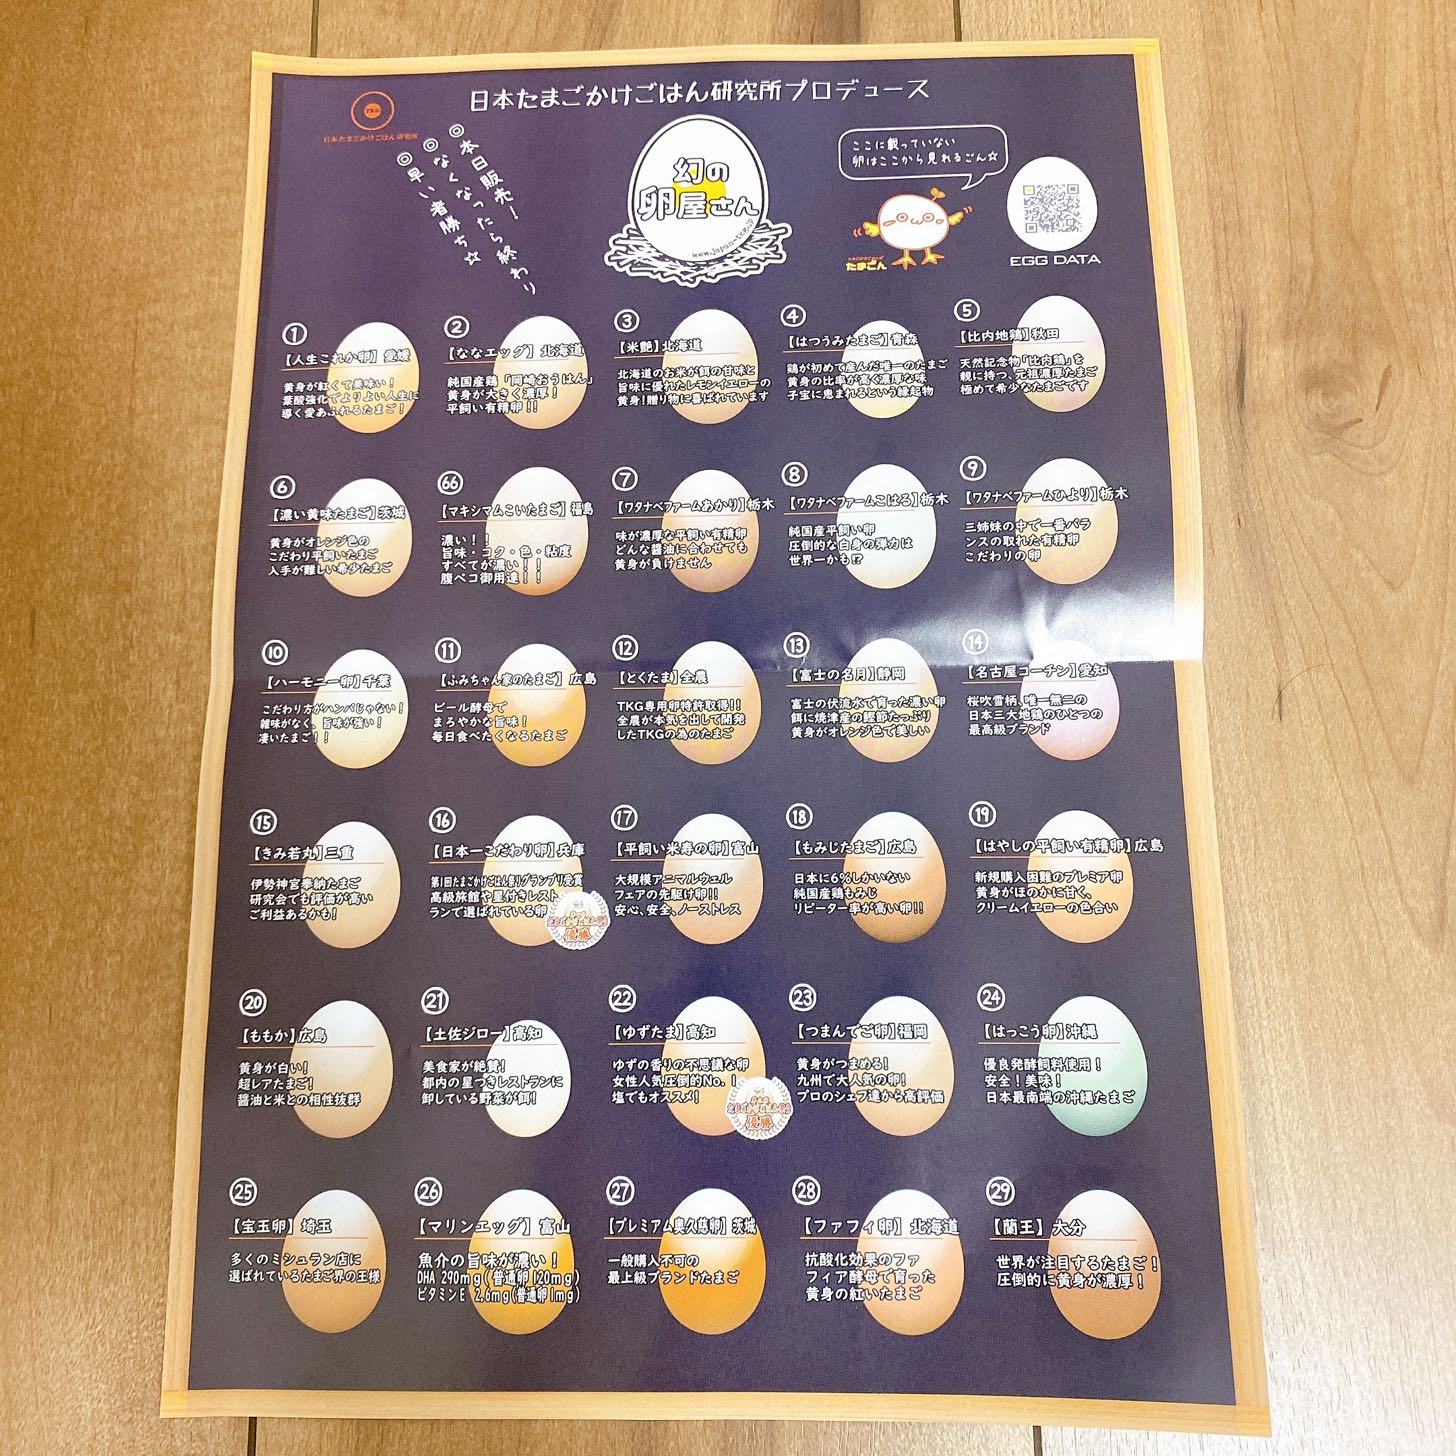 日本たまごかけごはん研究所プロデュース
TKG
日本たまごかけごはん研究所
◎本日販売！
◎なくなったら終わり
◎早い者勝ち☆
幻の
卵屋さん
www.japan-tkg.jp
ここに載っていない
卵はここから見れるごん☆
たまごん
EGG DATA
①
【人生これか卵】愛媛
黄身が紅くて美味い！
葉酸強化でよりよい人生に
導く愛あふれるたまご！
②
【ななエッグ】北海道
純国産鶏「岡崎おうはん」
黄身が大きく濃厚！
平飼い有精卵！！
③
【米艶】北海道
北海道のお米が餌の甘味と
旨味に優れたレモンイエローの
黄身！贈り物に喜ばれています
④
【はつうみたまご】青森
鶏が初めて産んだ唯一のたまご
黄身の比率が高く濃厚な味
子宝に恵まれるという縁起物
⑤
【比内地鶏】秋田
天然記念物「比内鶏」を
親に持つ、元祖濃厚たまご
極めて希少なたまごです
⑥
【濃い黄味たまご】茨城
黄身がオレンジ色の
こだわり平飼いたまご
入手が難しい希少たまご
66
【マキシマムこいたまご】福島
濃い！！
旨味・コク・色・粘度
すべてが濃い！！
腹ペコ御用達！！
⑦
【ワタナベファームあかり】栃木
味が濃厚な平飼い有精卵
どんな醤油に合わせても
黄身が負けません
⑧
【ワタナベファームこはる】栃木
純国産平飼い卵
圧倒的な白身の弾力は
世界一かも⁉
⑨
【ワタナベファームひより】栃木
三姉妹の中で一番バラ
ンスの取れた有精卵
こだわりの卵
⑩
【ハーモニー卵】千葉
こだわり方がハンパじゃない！
雑味がなく、旨味が強い！
凄いたまご！！
⑪
【ふみちゃん家のたまご】広島
ビール酵母で
まろやかな旨味！
毎日食べたくなるたまご
⑫
【とくたま】全農
TKG専用卵特許取得！！
全農が本気を出して開発
したTKGの為のたまご
⑬
【富士の名月】静岡
富士の伏流水で育った濃い卵
餌に焼津産の鰹節たっぷり
黄身がオレンジ色で美しい
⑭
【名古屋コーチン】愛知
桜吹雪柄、唯一無二の
日本三大地鶏のひとつの
最高級ブランド
⑮
【きみ若丸】三重
伊勢神宮奉納たまご
研究会でも評価が高い
ご利益あるかも！
⑯
【日本一こだわり卵】兵庫
第1回たまごかけごはん祭りグランプリ受賞
高級旅館や星付きレスト
ランで選ばれている卵
優勝
⑰
【平飼い米寿の卵】富山
大規模アニマルウェル
フェアの先駆け卵！！
安心、安全、ノーストレス
⑱
【もみじたまご】広島
日本に6％しかいない
純国産鶏もみじ
リピーター率が高い卵！！
⑲
【はやしの平飼い有精卵】広島
新規購入困難のプレミア卵
黄身がほのかに甘く、
クリームイエローの色合い
⑳
【ももか】広島
黄身が白い！
超レアたまご！
醤油と米との相性抜群
㉑
【土佐ジロー】高知
美食家が絶賛！
都内の星つきレストランに
卸している野菜が餌！
㉒
【ゆずたま】高知
ゆずの香りの不思議な卵
女性人気圧倒的No.1
塩でもオススメ！
優勝
㉓
【つまんでご卵】福岡
黄身がつまめる！
九州で大人気の卵！
プロのシェフ達から高評価
㉔
【はっこう卵】沖縄
優良発酵飼料使用！
安全！美味！
日本最南端の沖縄たまご
㉕
【宝玉卵】埼玉
多くのミシュラン店に
選ばれているたまご界の王様
㉖
【マリンエッグ】富山
魚介の旨味が濃い！
DHA 290mg（普通卵120mg）
ビタミンE 2.6mg（普通卵1mg）
㉗
【プレミアム奥久慈卵】茨城
一般購入不可の
最上級ブランドたまご
㉘
【ファフィ卵】北海道
抗酸化効果のファ
フィア酵母で育った
黄身の紅いたまご
㉙
【蘭王】大分
世界が注目するたまご！
圧倒的に黄身が濃厚！